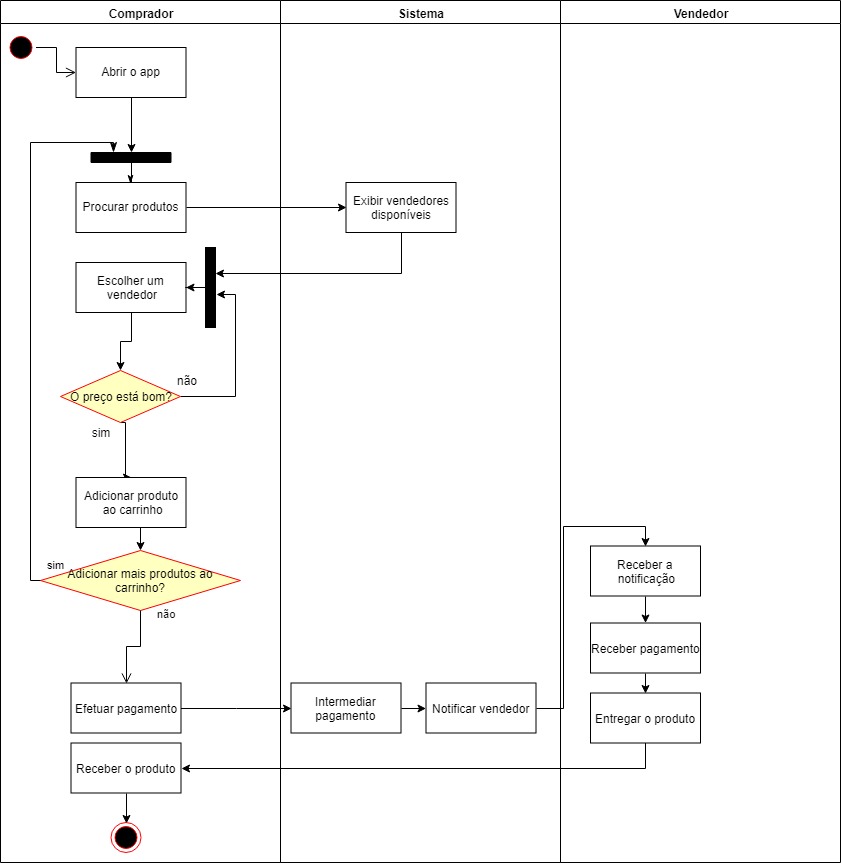 Comprador
Sistema
Vendedor
Abrir o app
Procurar produtos
Exibir vendedores
disponíveis
Escolher um
vendedor
não
O preço está bom?
sim
Adicionar produto
ao carrinho
sim
Adicionar mais produtos ao
carrinho?
não
Receber a
notificação
Receber pagamento
Efetuar pagamento
Intermediar
pagamento
Notificar vendedor
Entregar o produto
Receber o produto